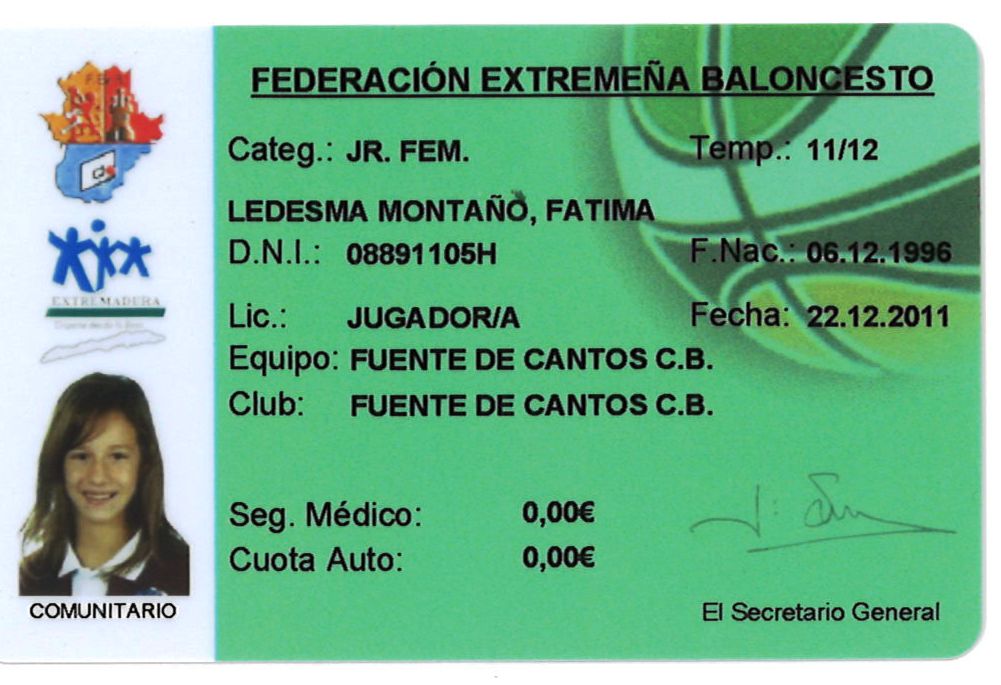 FEDERACIÓN EXTREMEÑA BALONCESTO
Categ.: JR. FEM. Temp.: 11/12
LEDESMA MONTAÑO, FATIMA
D.N.I.: 08891105H F.Nac.: 06.12.1996
Lic.: JUGADOR/A Fecha: 22.12.2011
Equipo: FUENTE DE CANTOS C.B.
Club: FUENTE DE CANTOS C.B.
Seg. Médico: 0,00€
Cuota Auto: 0,00€
El Secretario General
EXTREMADURA
COMUNITARIO